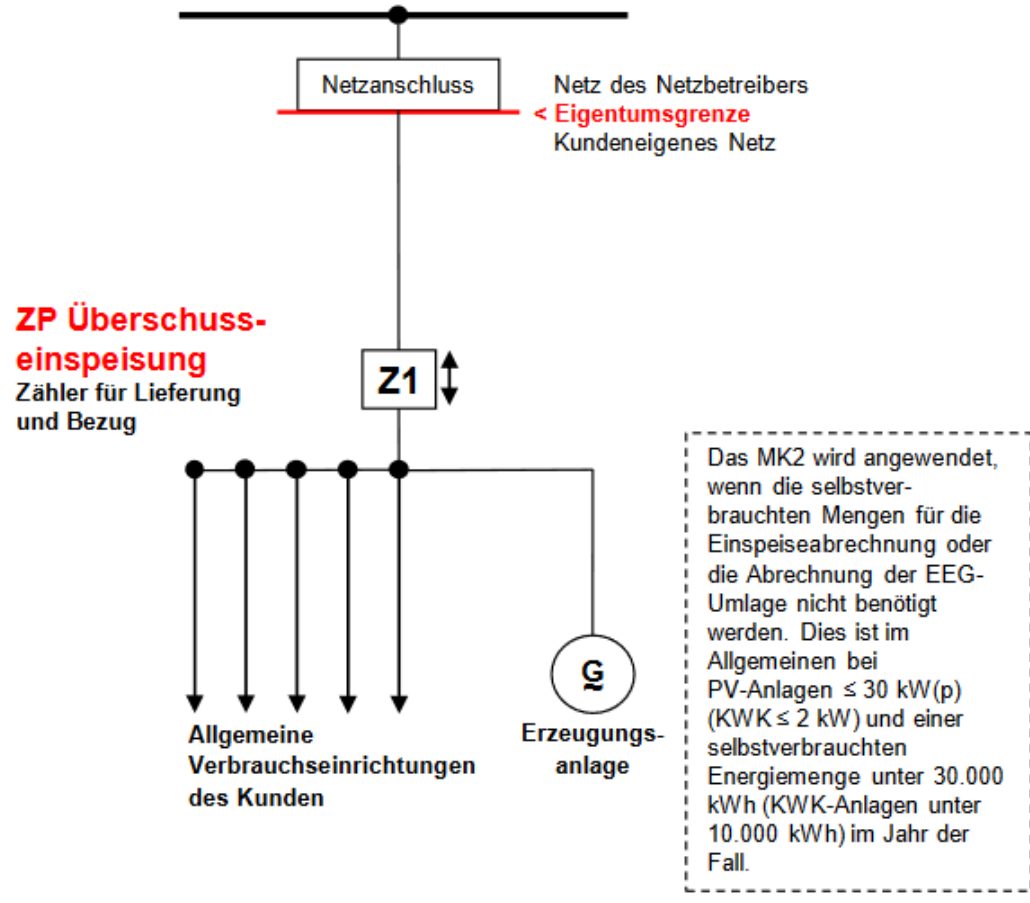 Netzanschluss
Netz des Netzbetreibers
< Eigentumsgrenze
Kundeneigenes Netz
ZP Überschuss-
einspeisung
Zähler für Lieferung
und Bezug
Z1
Das MK2 wird angewendet,
wenn die selbstver-
brauchten Mengen für die
Einspeiseabrechnung oder
die Abrechnung der EEG-
Umlage nicht benötigt
werden. Dies ist im
Allgemeinen bei
PV-Anlagen ≤ 30 kW(p)
(KWK ≤ 2 kW) und einer
selbstverbrauchten
Energiemenge unter 30.000
kWh (KWK-Anlagen unter
10.000 kWh) im Jahr der
Fall.
G
~
Allgemeine
Verbrauchseinrichtungen
des Kunden
Erzeugungs-
anlage